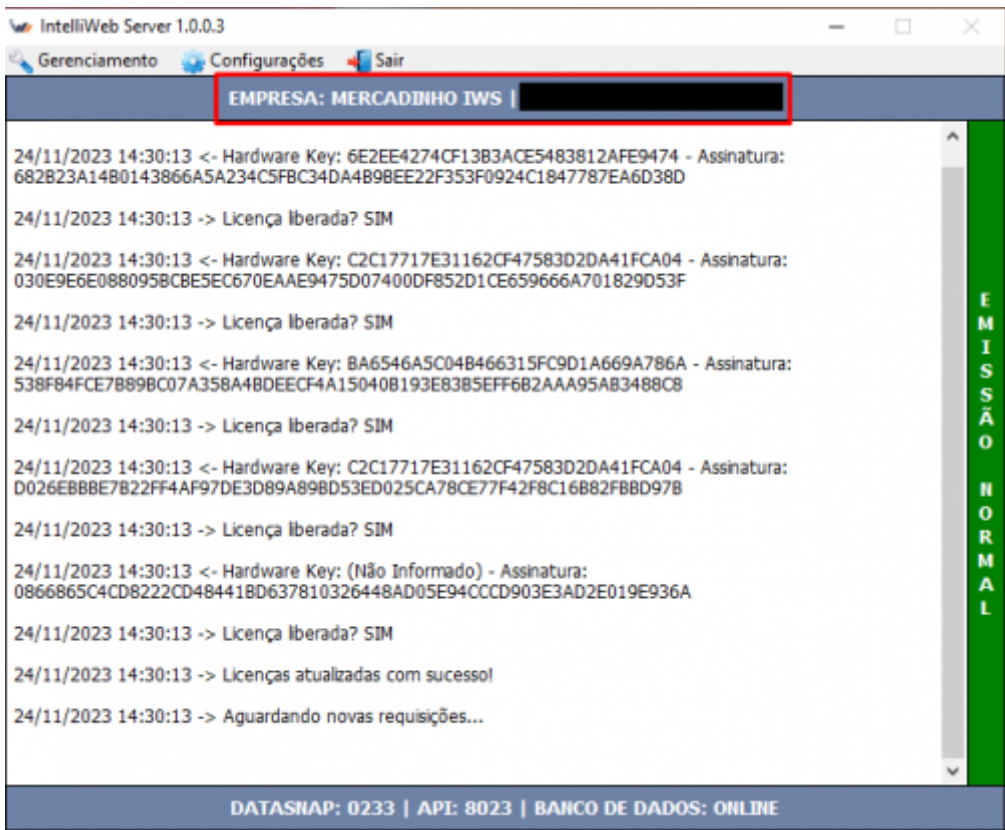 IntelliWeb Server 1.0.0.3
Gerenciamento Configurações Sair
EMPRESA: MERCADINHO IWS |
24/11/2023 14:30:13 <- Hardware Key: 6E2EE4274CF13B3ACE5483812AFE9474 - Assinatura:
682B23A14B0143866A5A234C5FBC34DA4B9BEE22F353F0924C1847787EA6D38D
24/11/2023 14:30:13 -> Licença liberada? SIM
24/11/2023 14:30:13 <- Hardware Key: C2C17717E31162CF47583D2DA41FCA04 - Assinatura:
030E9E6E088095BCBE5EC670EAAE9475D07400DF852D1CE659666A701829D53F
24/11/2023 14:30:13 -> Licença liberada? SIM
24/11/2023 14:30:13 <- Hardware Key: BA6546A5C04B466315FC9D1A669A786A - Assinatura:
538F84FCE7B89BC07A358A4BDEECF4A15040B193E83B5EFF6B2AAA95AB3488C8
24/11/2023 14:30:13 -> Licença liberada? SIM
24/11/2023 14:30:13 <- Hardware Key: C2C17717E31162CF47583D2DA41FCA04 - Assinatura:
D026EBBBE7B22FF4AF97DE3D89A89BD53ED025CA78CE77F42F8C16B82FBBD97B
24/11/2023 14:30:13 -> Licença liberada? SIM
24/11/2023 14:30:13 <- Hardware Key: (Não Informado) - Assinatura:
0866865C4CD8222CD48441BD637810326448AD05E94CCCD903E3AD2E019E936A
24/11/2023 14:30:13 -> Licença liberada? SIM
24/11/2023 14:30:13 -> Licenças atualizadas com sucesso!
24/11/2023 14:30:13 -> Aguardando novas requisições...
EMISSÃO NORMAL
DATASNAP: 0233 | API: 8023 | BANCO DE DADOS: ONLINE